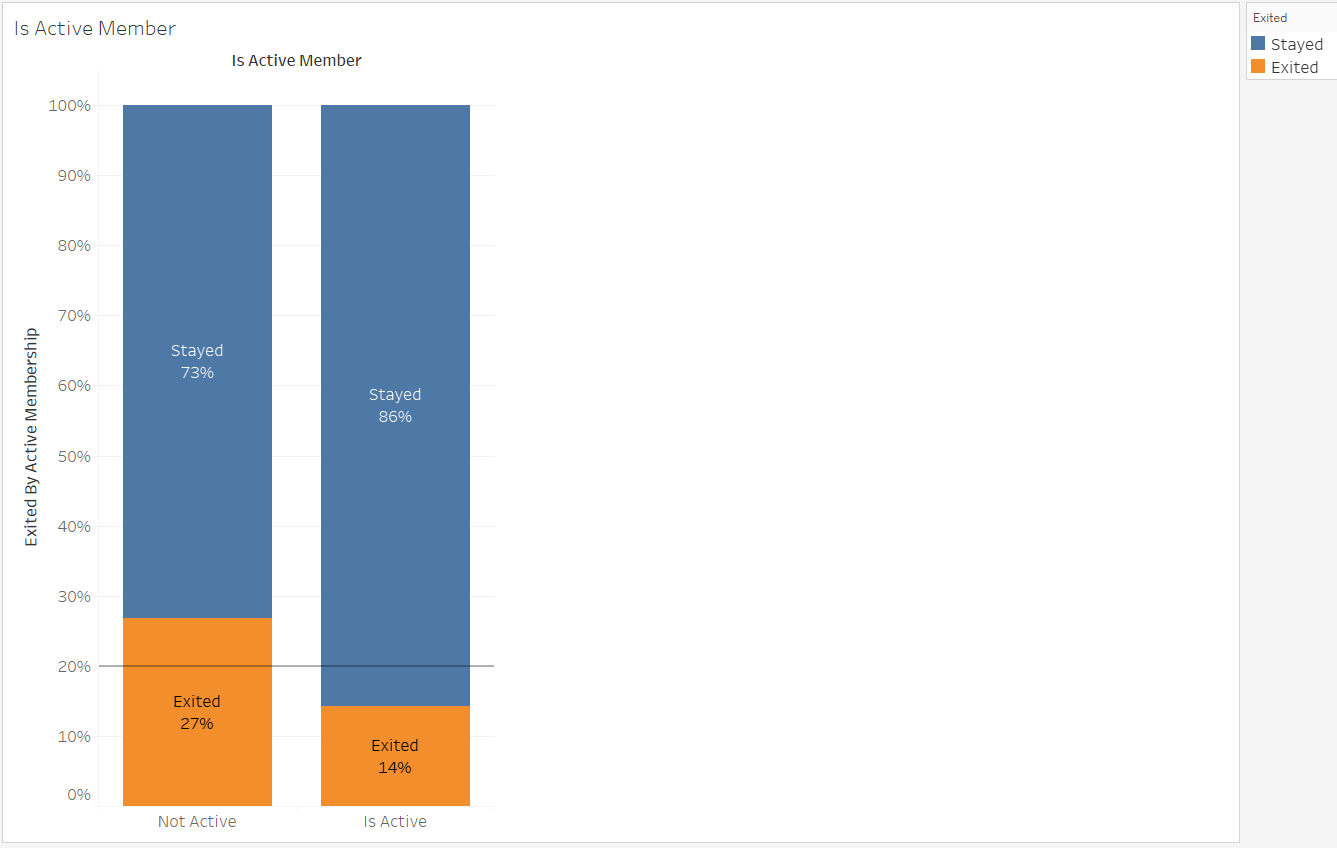 Is Active Member
Is Active Member
Exited
Stayed
Exited
Exited By Active Membership
100%
90%
80%
70%
60%
50%
40%
30%
20%
10%
0%
Stayed
73%
Exited
27%
Stayed
86%
Exited
14%
Not Active
Is Active